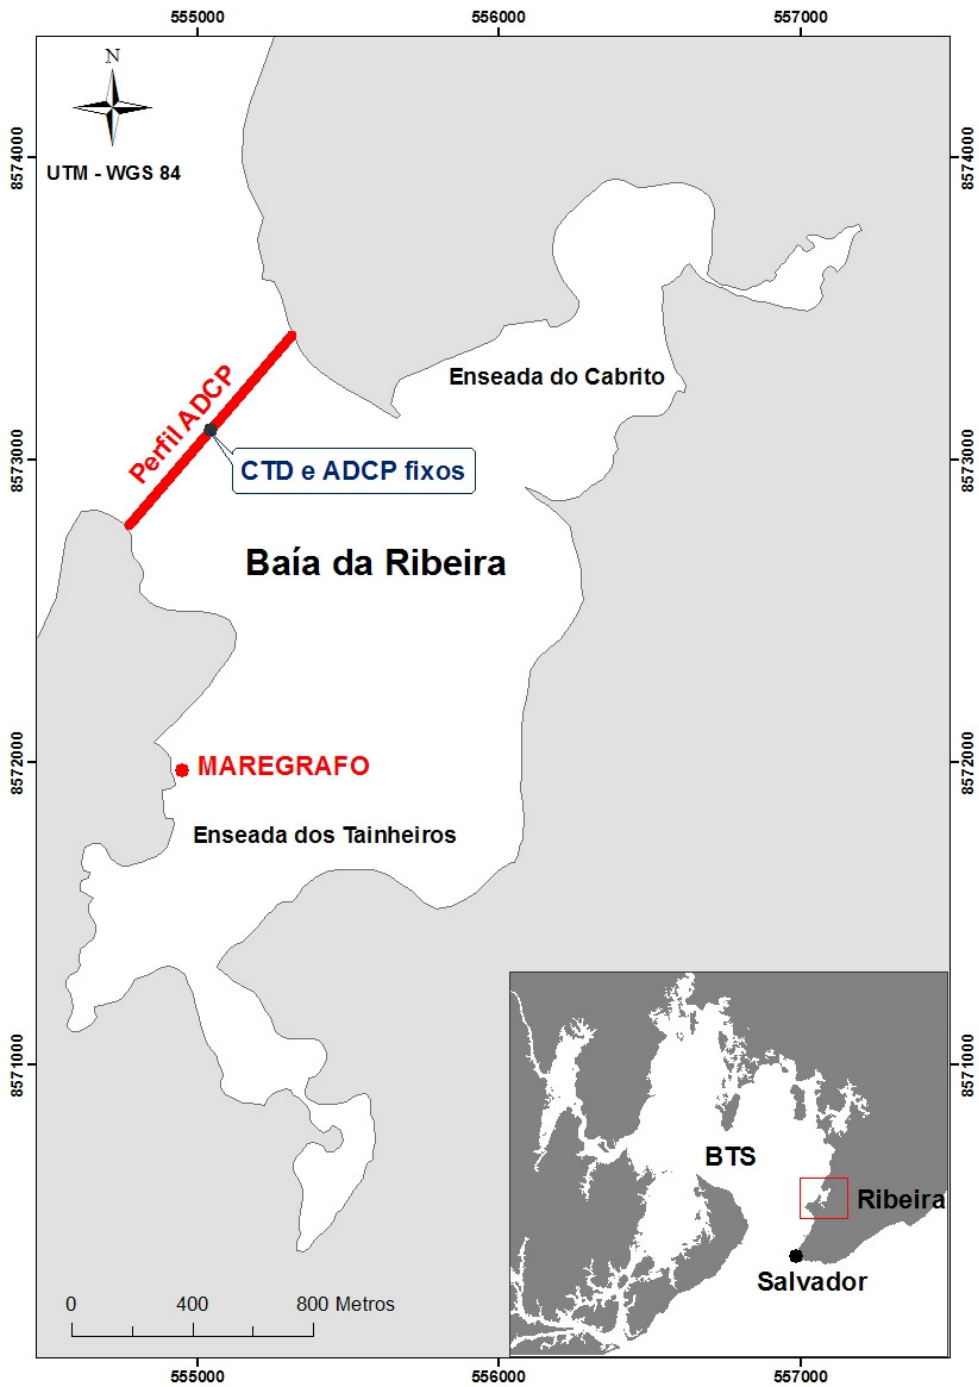 555000
556000
557000
N
UTM - WGS 84
8574000
8574000
Enseada do Cabrito
Perfil ADCP
CTD e ADCP fixos
8573000
8573000
Baía da Ribeira
8572000
8572000
MAREGRAFO
Enseada dos Tainheiros
8571000
8571000
BTS
Ribeira
Salvador
0
400
800 Metros
555000
556000
557000